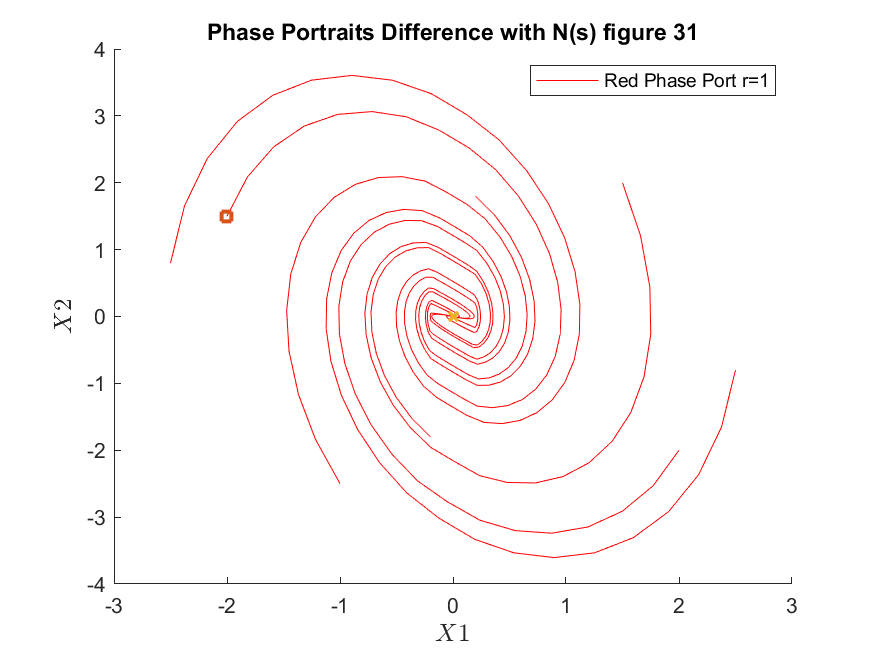 Phase Portraits Difference with N(s) figure 31
Red Phase Port r=1
4
3
2
1
0
-1
-2
-3
-4
-3 -2 -1 0 1 2 3
X1
X2